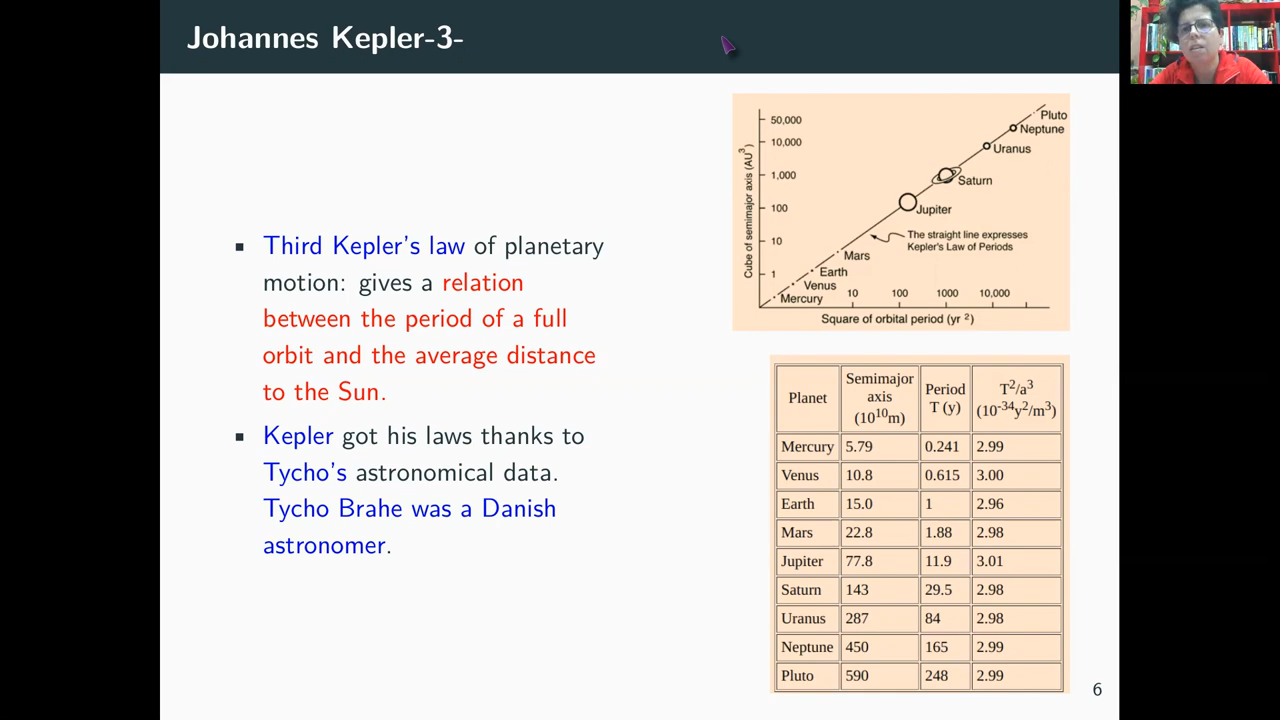 Johannes Kepler-3-
▪ Third Kepler's law of planetary
motion: gives a relation
between the period of a full
orbit and the average distance
to the Sun.
▪ Kepler got his laws thanks to
Tycho's astronomical data.
Tycho Brahe was a Danish
astronomer.
Cube of semimajor axis (AU³)
50,000
10,000
1,000
100
10
1
Pluto
Neptune
Uranus
Saturn
Jupiter
The straight line expresses
Kepler's Law of Periods
Mars
Earth
Venus
Mercury
10 100 1000 10,000
Square of orbital period (yr ²)
Planet Semimajor axis (10¹⁰m) Period T (y) T²/a³ (10⁻³⁴y²/m³)
Mercury 5.79 0.241 2.99
Venus 10.8 0.615 3.00
Earth 15.0 1 2.96
Mars 22.8 1.88 2.98
Jupiter 77.8 11.9 3.01
Saturn 143 29.5 2.98
Uranus 287 84 2.98
Neptune 450 165 2.99
Pluto 590 248 2.99
6